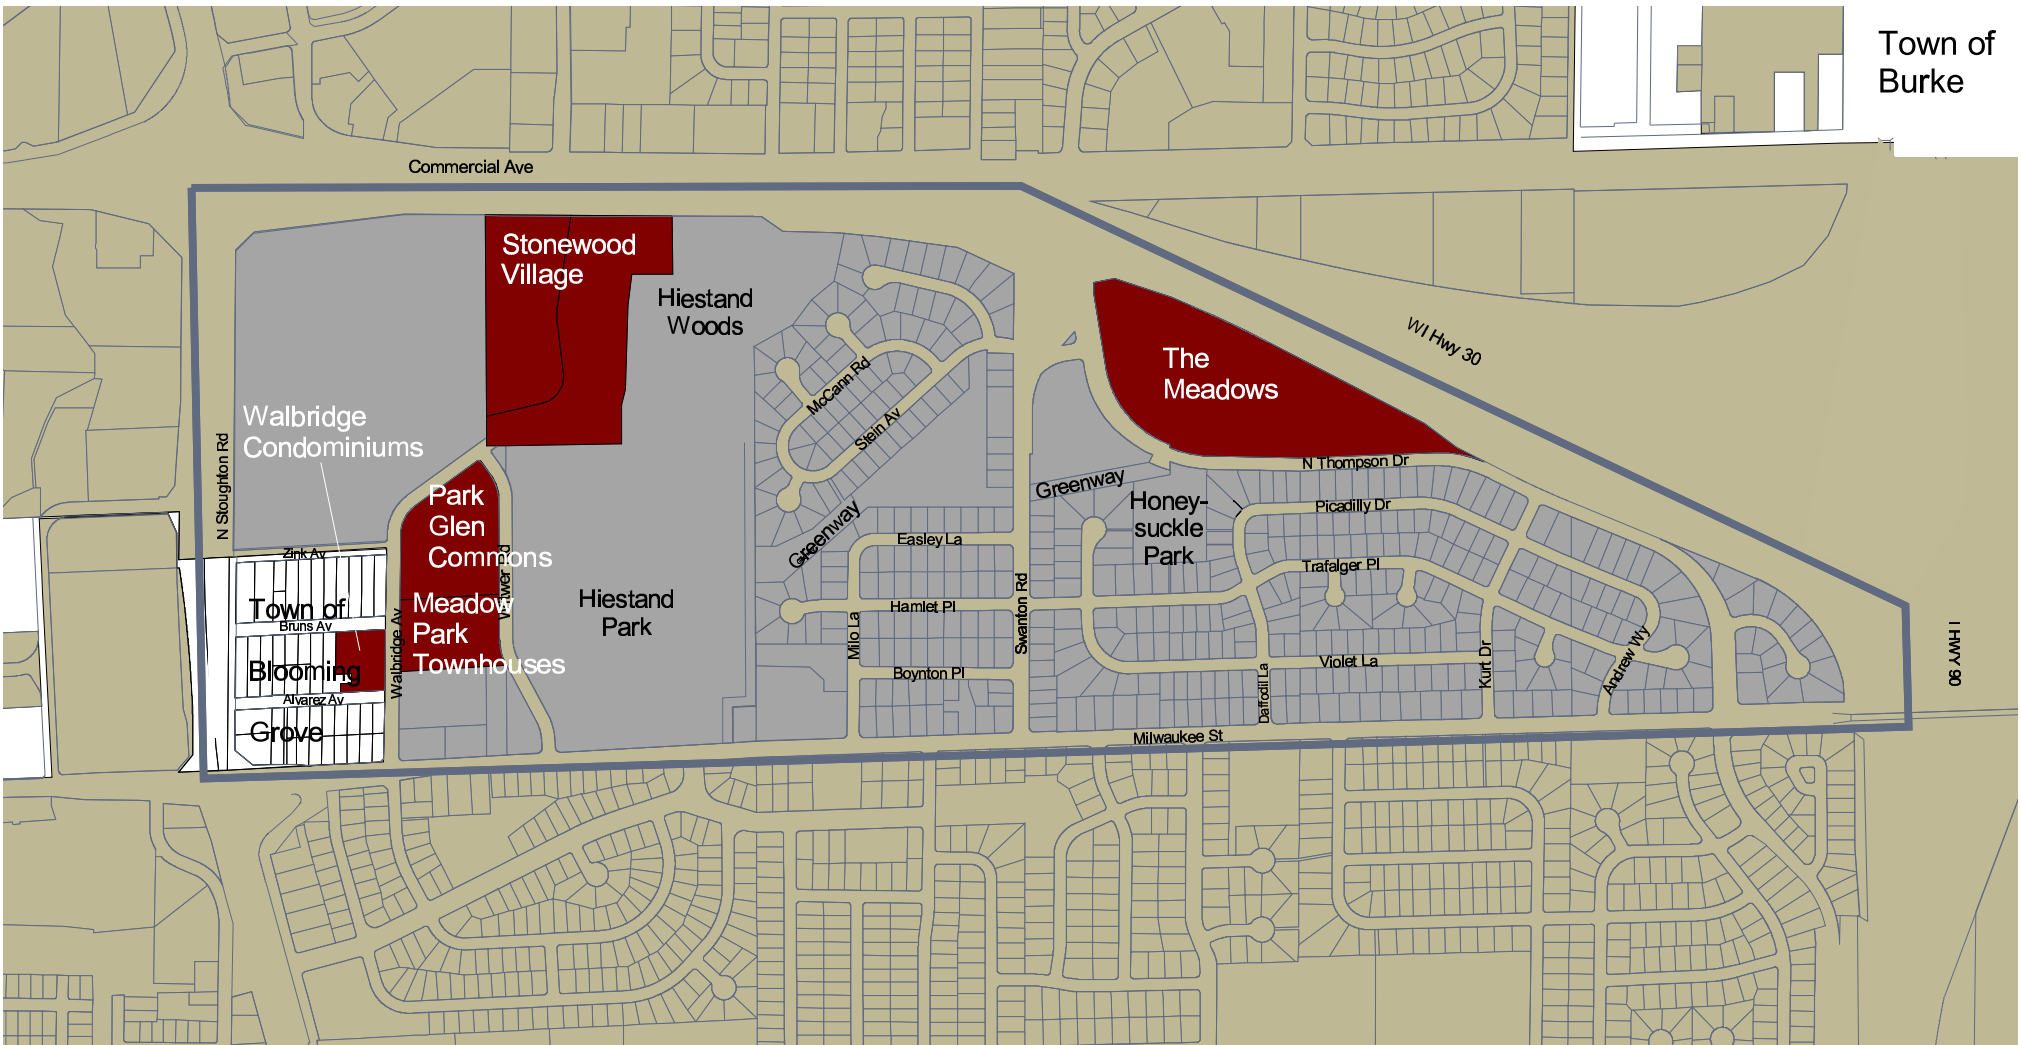 Town of
Burke
Commercial Ave
Stonewood
Village
Hiestand
Woods
WI Hwy 30
The
Meadows
McCann Rd
Stein Av
Walbridge
Condominiums
N Stoughton Rd
N Thompson Dr
Greenway
Park
Glen
Commons
Honey-
suckle
Park
Picadilly Dr
Greenway
Easley La
Zink Av
Trafalger Pl
Meadow
Park
Townhouses
Hiestand
Park
Hamlet Pl
Swanton Rd
Milo La
Town of
Bruns Av
Blooming
Alvarez Av
Grove
Walbridge Av
Boynton Pl
Violet La
Daffodil La
Kurt Dr
Andrew Wy
I HWY 90
Milwaukee St